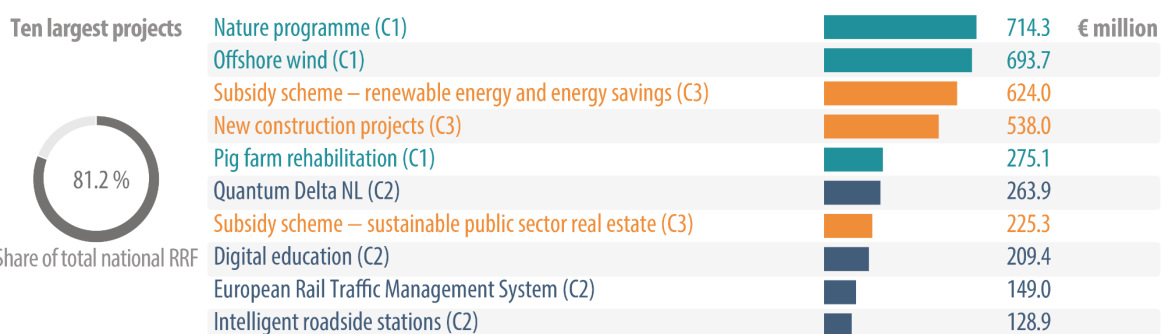 Ten largest projects
Nature programme (C1) 714.3 € million
Offshore wind (C1) 693.7
Subsidy scheme – renewable energy and energy savings (C3) 624.0
New construction projects (C3) 538.0
Pig farm rehabilitation (C1) 275.1
Quantum Delta NL (C2) 263.9
Subsidy scheme – sustainable public sector real estate (C3) 225.3
Digital education (C2) 209.4
European Rail Traffic Management System (C2) 149.0
Intelligent roadside stations (C2) 128.9
81.2 %
Share of total national RRF